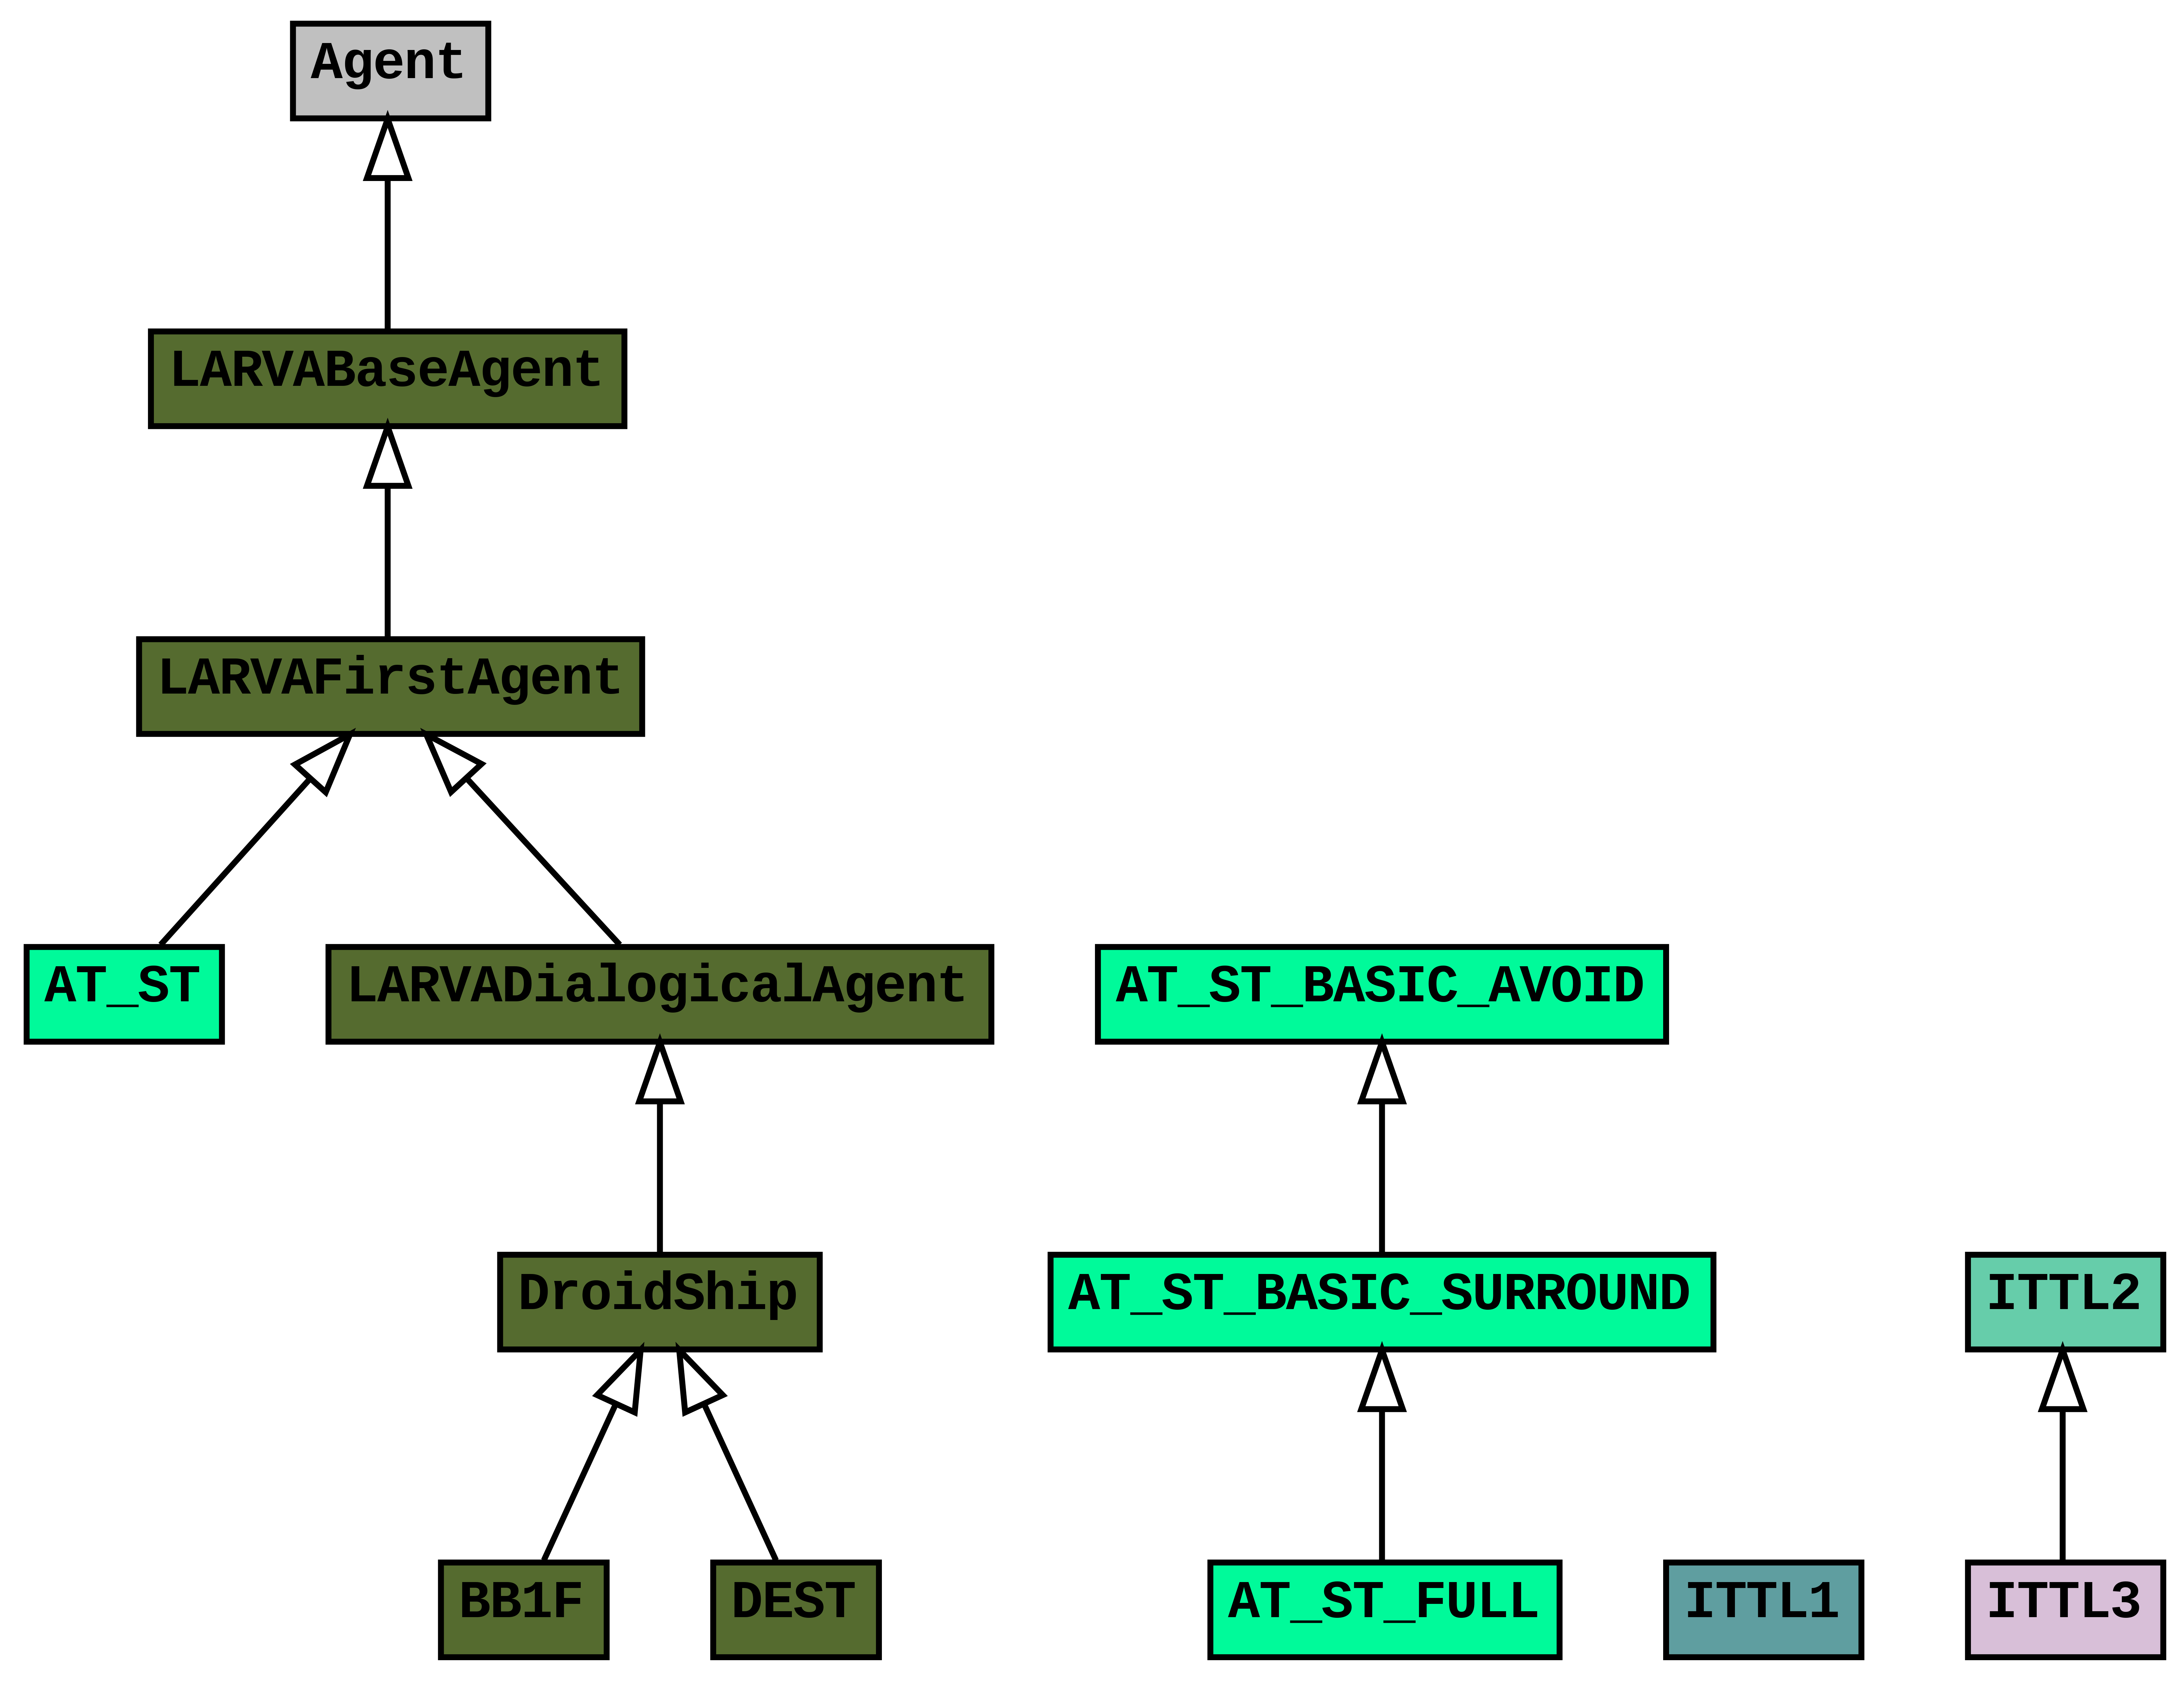 Agent
LARVABaseAgent
LARVAFirstAgent
AT_ST
LARVADialogicalAgent
AT_ST_BASIC_AVOID
DroidShip
AT_ST_BASIC_SURROUND
ITTL2
BB1F
DEST
AT_ST_FULL
ITTL1
ITTL3